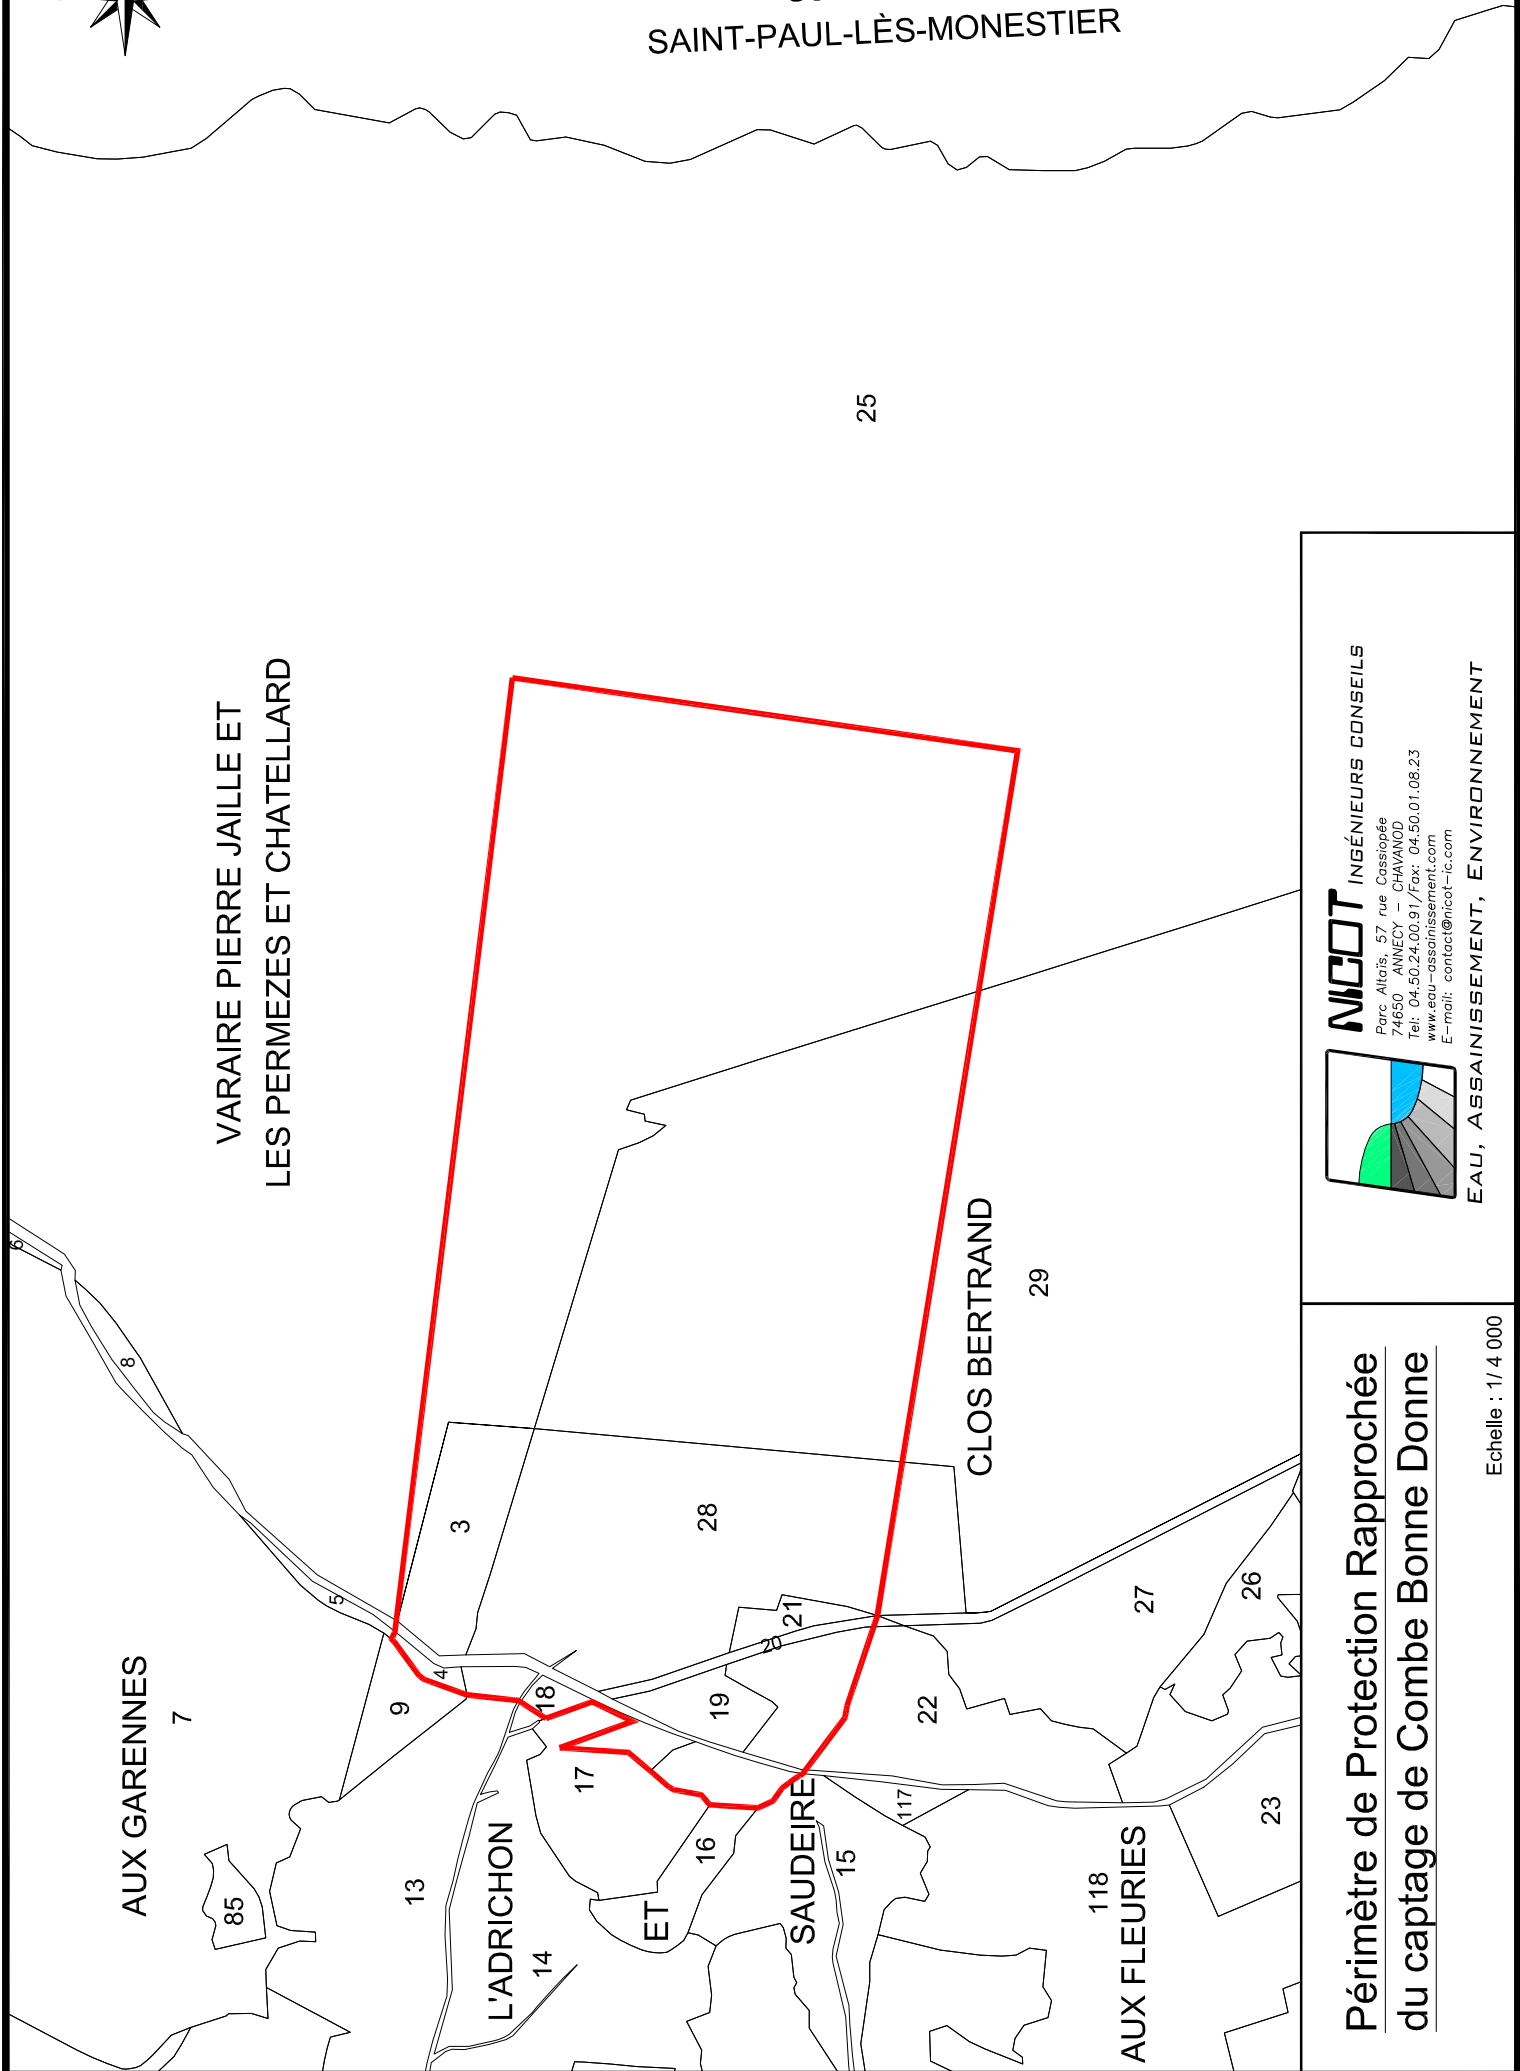 SAINT-PAUL-LÈS-MONESTIER
25
VARAIRE PIERRE JAILLE ET
LES PERMEZES ET CHATELLARD
6
8
5
3
28
CLOS BERTRAND
29
AUX GARENNES
7
9
4
18
20
21
19
22
27
26
17
16
13
85
L'ADRICHON
14
ET
SAUDEIRE
15
117
118
AUX FLEURIES
23
NICOT INGÉNIEURS CONSEILS
Parc Altaïs, 57 rue Cassiopée
74650 ANNECY - CHAVANOD
Tel: 04.50.24.00.91/Fax: 04.50.01.08.23
www.eau-assainissement.com
E-mail: contact@nicot-ic.com
EAU, ASSAINISSEMENT, ENVIRONNEMENT
Périmètre de Protection Rapprochée
du captage de Combe Bonne Donne
Echelle : 1/ 4 000